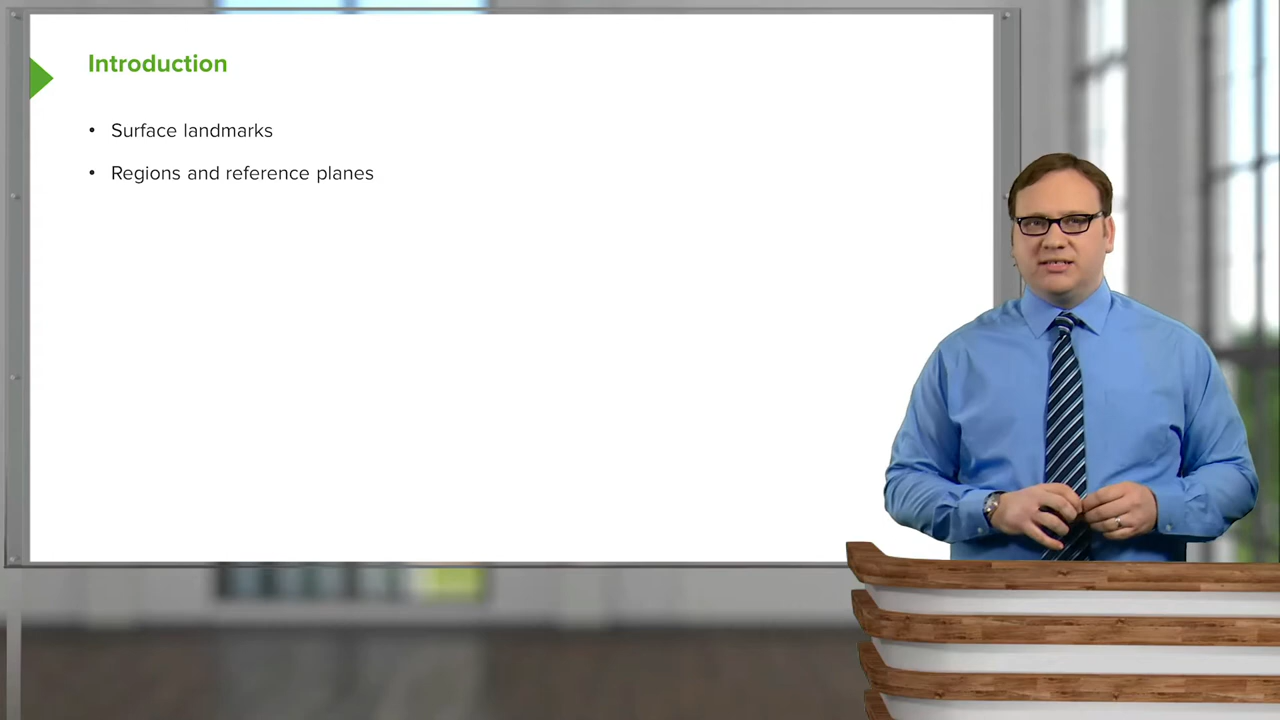 Introduction
• Surface landmarks
• Regions and reference planes